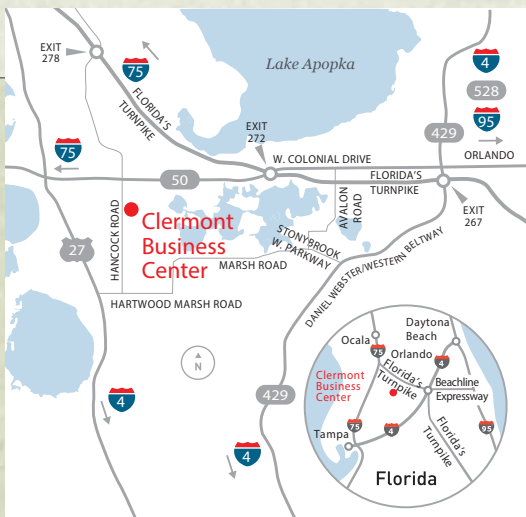 EXIT
278
75
FLORIDA'S
TURNPIKE
Lake Apopka
4
528
95
429
ORLANDO
EXIT
272
W. COLONIAL DRIVE
FLORIDA'S
TURNPIKE
75
50
EXIT
267
HANCOCK ROAD
Clermont
Business
Center
AVALON
ROAD
STONYBROOK
W. PARKWAY
27
MARSH ROAD
HARTWOOD MARSH ROAD
DANIEL WEBSTER/WESTERN BELTWAY
N
4
429
4
Daytona
Beach
Ocala
75
Orlando
4
Florida's
Turnpike
Clermont
Business
Center
Beachline
Expressway
75
4
Florida's
Turnpike
95
Tampa
Florida